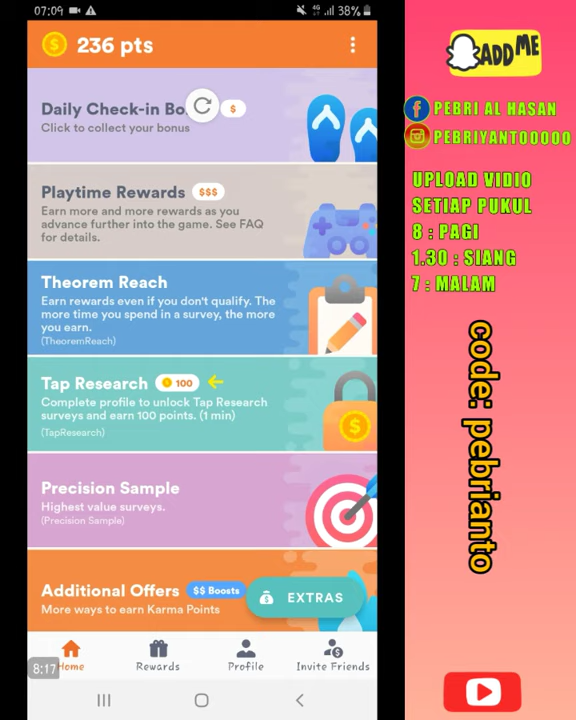 07:09
4G
38%
236 pts
Daily Check-in Bo
$
Click to collect your bonus
Playtime Rewards $$$
Earn more and more rewards as you
advance further into the game. See FAQ
for details.
Theorem Reach
Earn rewards even if you don't qualify. The
more time you spend in a survey, the more
you earn.
(TheoremReach)
Tap Research 100
Complete profile to unlock Tap Research
surveys and earn 100 points. (1 min)
(TapResearch)
$
Precision Sample
Highest value surveys.
(Precision Sample)
Additional Offers $$ Boosts
More ways to earn Karma Points
EXTRAS
8:17
Home
Rewards
Profile
Invite Friends
ADD ME
PEBRI AL HASAN
PEBRIYANTO0000
UPLOAD VIDIO
SETIAP PUKUL
8 : PAGI
1.30 : SIANG
7 : MALAM
code: pebrianto